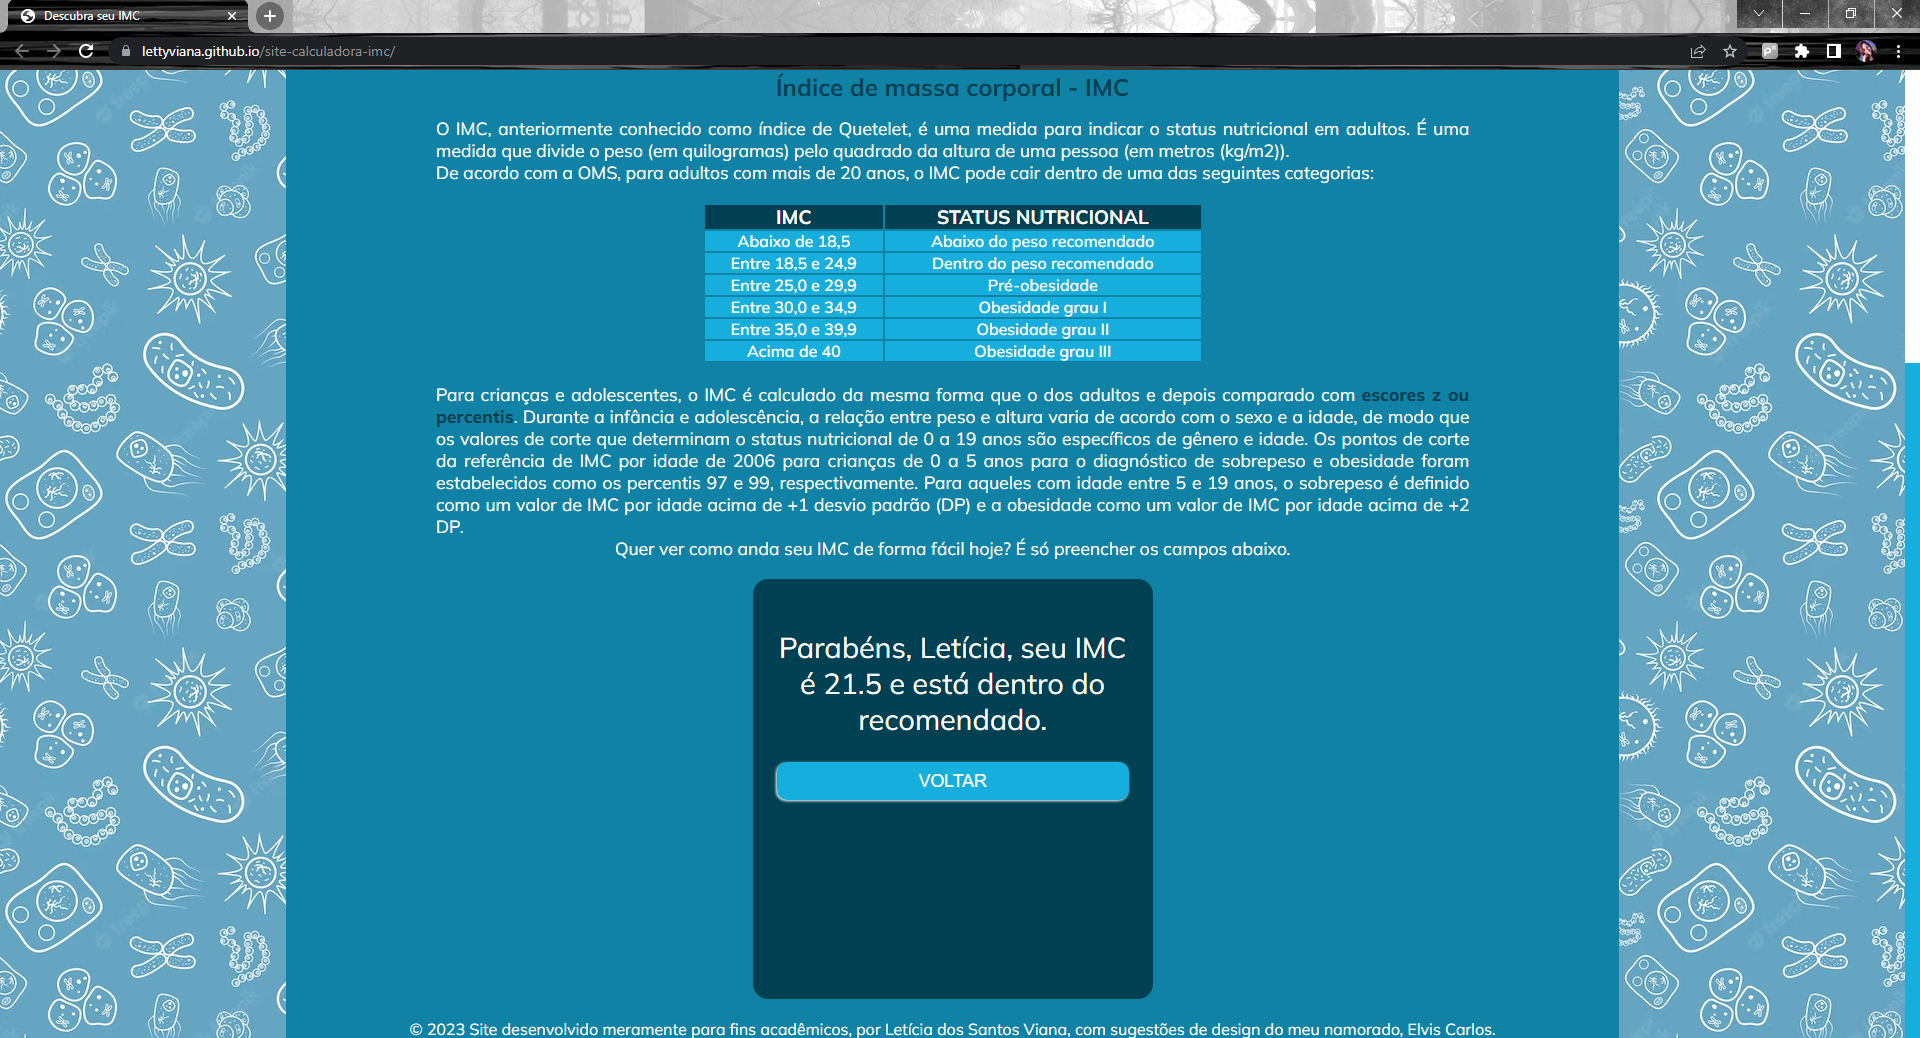 Descubra seu IMC
lettyviana.github.io/site-calculadora-imc/
Índice de massa corporal - IMC
O IMC, anteriormente conhecido como índice de Quetelet, é uma medida para indicar o status nutricional em adultos. É uma
medida que divide o peso (em quilogramas) pelo quadrado da altura de uma pessoa (em metros (kg/m2)).
De acordo com a OMS, para adultos com mais de 20 anos, o IMC pode cair dentro de uma das seguintes categorias:
IMC STATUS NUTRICIONAL
Abaixo de 18,5 Abaixo do peso recomendado
Entre 18,5 e 24,9 Dentro do peso recomendado
Entre 25,0 e 29,9 Pré-obesidade
Entre 30,0 e 34,9 Obesidade grau I
Entre 35,0 e 39,9 Obesidade grau II
Acima de 40 Obesidade grau III
Para crianças e adolescentes, o IMC é calculado da mesma forma que o dos adultos e depois comparado com escores z ou
percentis. Durante a infância e adolescência, a relação entre peso e altura varia de acordo com o sexo e a idade, de modo que
os valores de corte que determinam o status nutricional de 0 a 19 anos são específicos de gênero e idade. Os pontos de corte
da referência de IMC por idade de 2006 para crianças de 0 a 5 anos para o diagnóstico de sobrepeso e obesidade foram
estabelecidos como os percentis 97 e 99, respectivamente. Para aqueles com idade entre 5 e 19 anos, o sobrepeso é definido
como um valor de IMC por idade acima de +1 desvio padrão (DP) e a obesidade como um valor de IMC por idade acima de +2
DP.
Quer ver como anda seu IMC de forma fácil hoje? É só preencher os campos abaixo.
Parabéns, Letícia, seu IMC
é 21.5 e está dentro do
recomendado.
VOLTAR
© 2023 Site desenvolvido meramente para fins acadêmicos, por Letícia dos Santos Viana, com sugestões de design do meu namorado, Elvis Carlos.